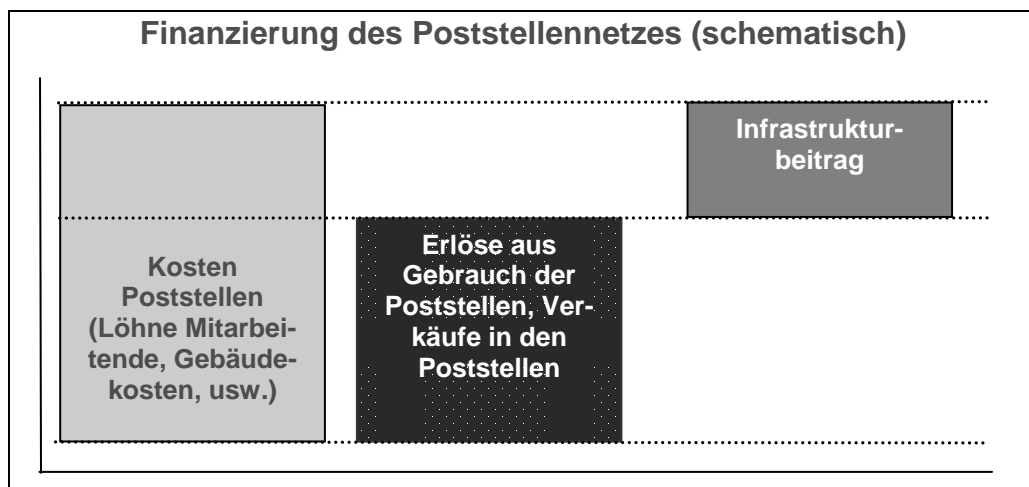 Finanzierung des Poststellennetzes (schematisch)
Kosten
Poststellen
(Löhne Mitarbei-
tende, Gebäude-
kosten, usw.)
Erlöse aus
Gebrauch der
Poststellen, Ver-
käufe in den
Poststellen
Infrastruktur-
beitrag